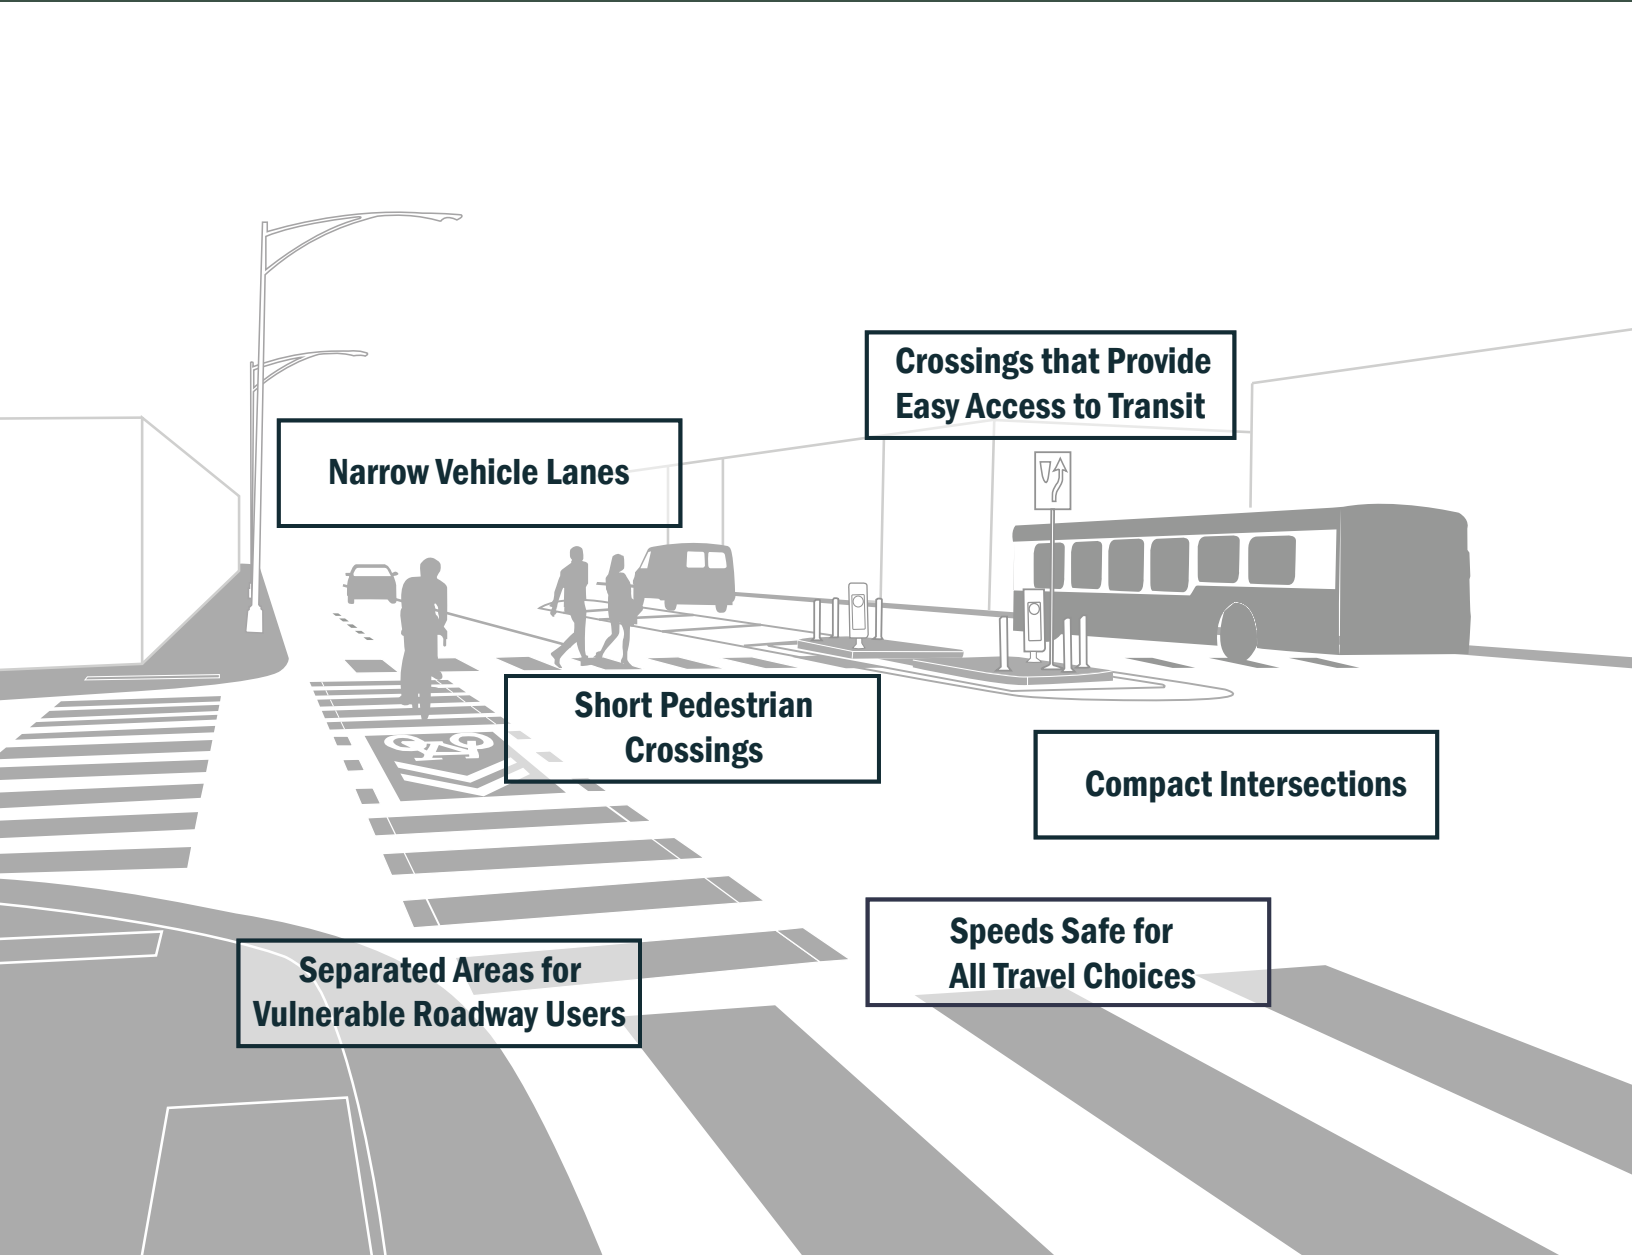 Crossings that Provide
Easy Access to Transit
Narrow Vehicle Lanes
Short Pedestrian
Crossings
Compact Intersections
Speeds Safe for
All Travel Choices
Separated Areas for
Vulnerable Roadway Users